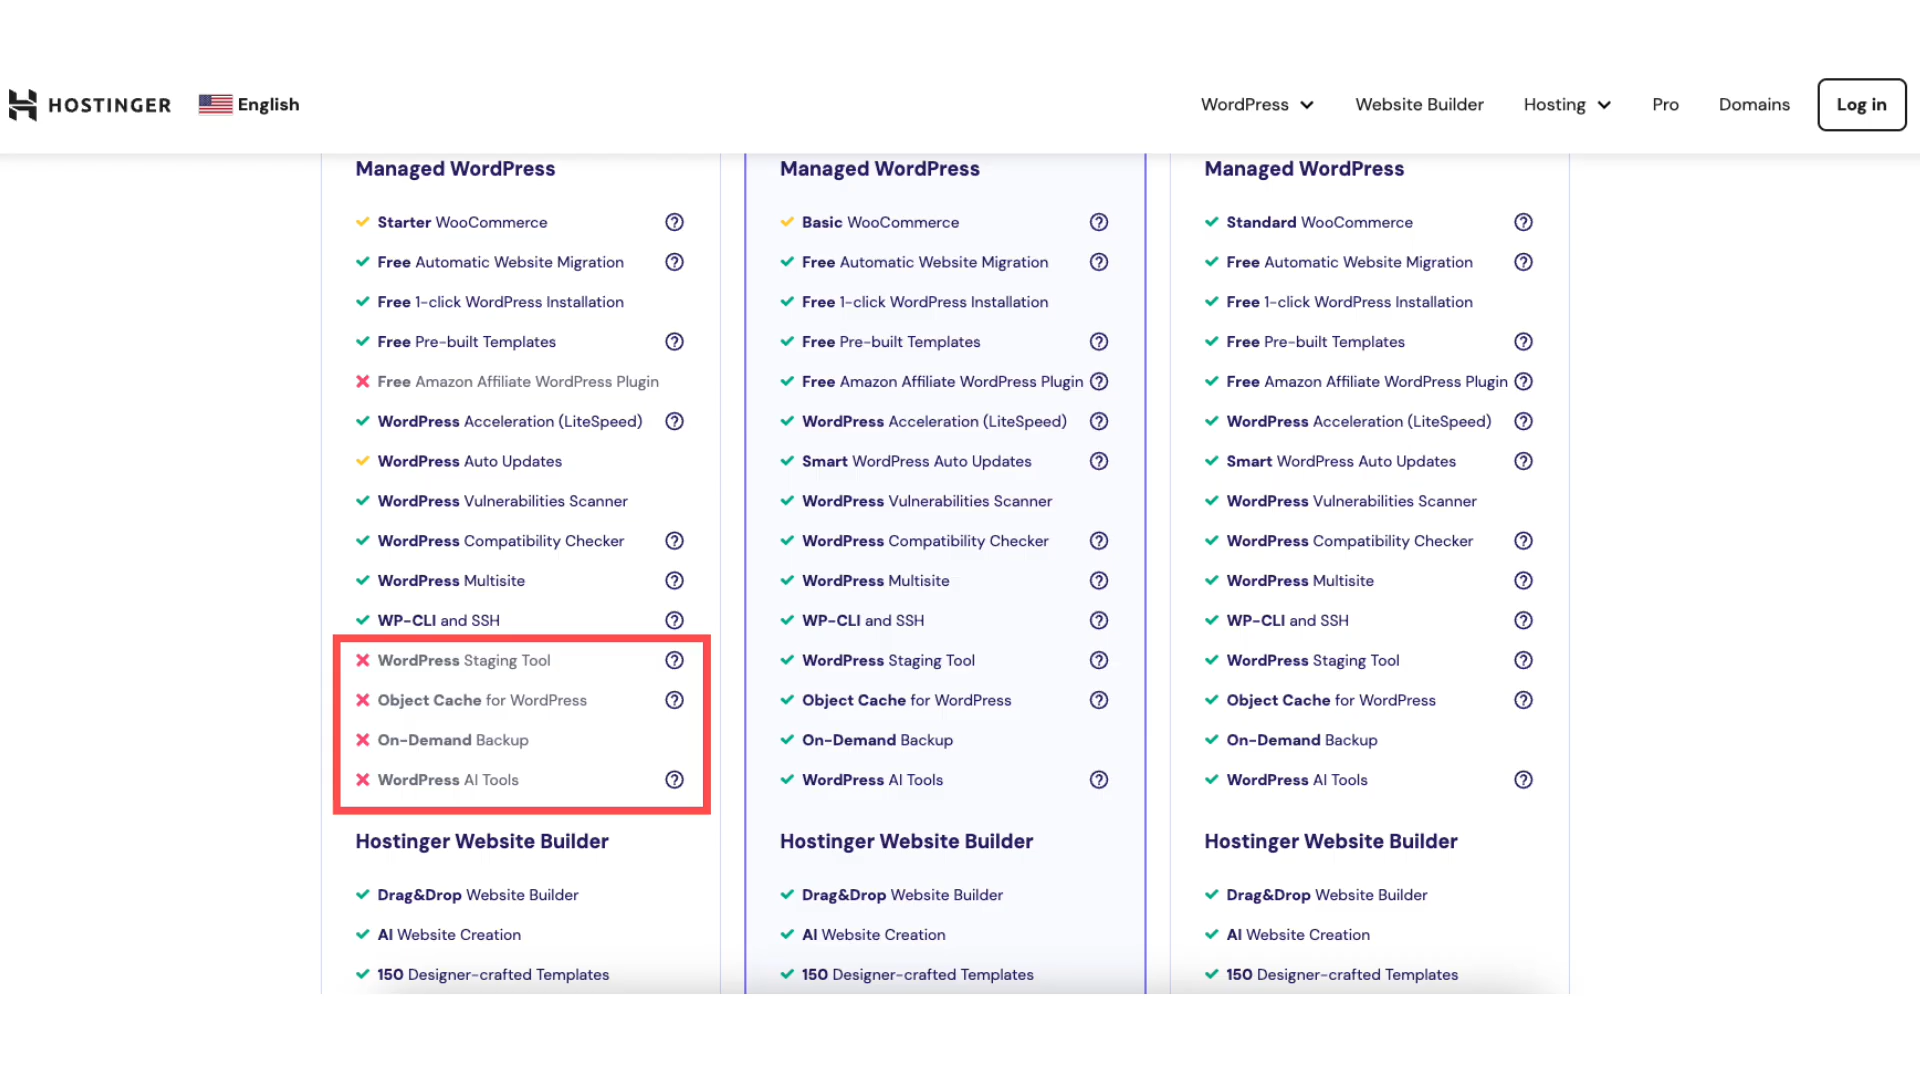 HOSTINGER English WordPress Website Builder Hosting Pro Domains Log in
Managed WordPress
Starter WooCommerce
Free Automatic Website Migration
Free 1-click WordPress Installation
Free Pre-built Templates
Free Amazon Affiliate WordPress Plugin
WordPress Acceleration (LiteSpeed)
WordPress Auto Updates
WordPress Vulnerabilities Scanner
WordPress Compatibility Checker
WordPress Multisite
WP-CLI and SSH
WordPress Staging Tool
Object Cache for WordPress
On-Demand Backup
WordPress AI Tools
Hostinger Website Builder
Drag&Drop Website Builder
AI Website Creation
150 Designer-crafted Templates
Managed WordPress
Basic WooCommerce
Free Automatic Website Migration
Free 1-click WordPress Installation
Free Pre-built Templates
Free Amazon Affiliate WordPress Plugin
WordPress Acceleration (LiteSpeed)
Smart WordPress Auto Updates
WordPress Vulnerabilities Scanner
WordPress Compatibility Checker
WordPress Multisite
WP-CLI and SSH
WordPress Staging Tool
Object Cache for WordPress
On-Demand Backup
WordPress AI Tools
Hostinger Website Builder
Drag&Drop Website Builder
AI Website Creation
150 Designer-crafted Templates
Managed WordPress
Standard WooCommerce
Free Automatic Website Migration
Free 1-click WordPress Installation
Free Pre-built Templates
Free Amazon Affiliate WordPress Plugin
WordPress Acceleration (LiteSpeed)
Smart WordPress Auto Updates
WordPress Vulnerabilities Scanner
WordPress Compatibility Checker
WordPress Multisite
WP-CLI and SSH
WordPress Staging Tool
Object Cache for WordPress
On-Demand Backup
WordPress AI Tools
Hostinger Website Builder
Drag&Drop Website Builder
AI Website Creation
150 Designer-crafted Templates